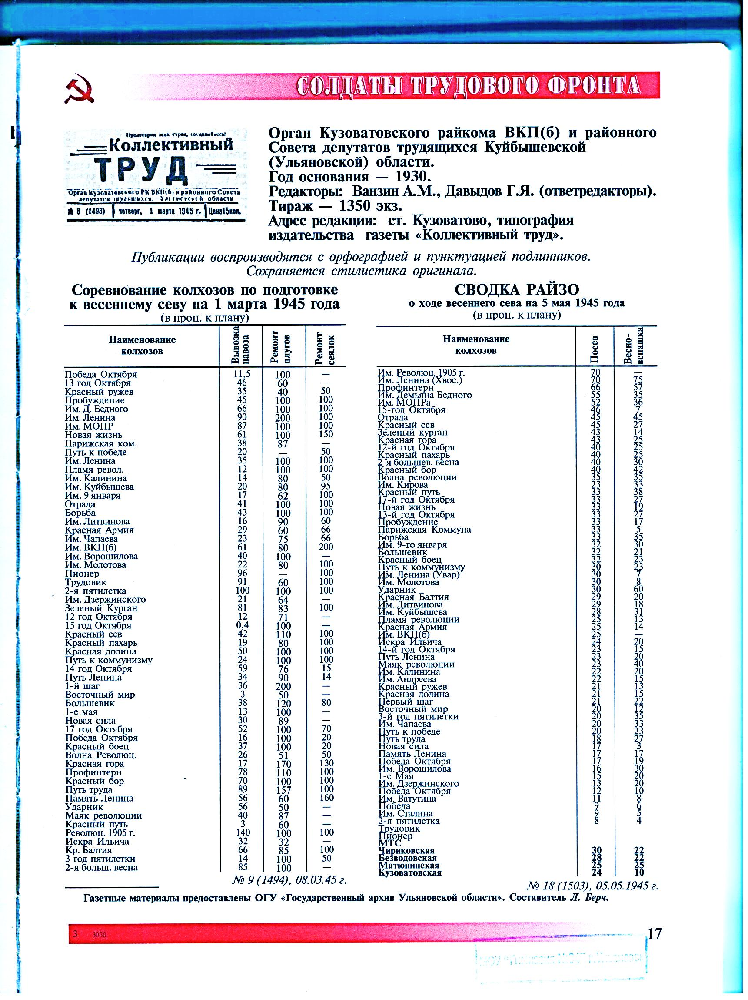 СОЛДАТЫ ТРУДОВОГО ФРОНТА
Пролетарии всех стран, соединяйтесь!
Коллективный
ТРУД
Орган Кузоватовского РК ВКП(б) и районного Совета
депутатов трудящихся, Ульяновской области
№ 8 (1493) четверг, 1 марта 1945 г. Цена 15 коп.
Орган Кузоватовского райкома ВКП(б) и районного
Совета депутатов трудящихся Куйбышевской
(Ульяновской) области.
Год основания — 1930.
Редакторы: Ванзин А.М., Давыдов Г.Я. (ответредакторы).
Тираж — 1350 экз.
Адрес редакции: ст. Кузоватово, типография
издательства газеты «Коллективный труд».
Публикации воспроизводятся с орфографией и пунктуацией подлинников.
Сохраняется стилистика оригинала.
Соревнование колхозов по подготовке
к весеннему севу на 1 марта 1945 года
(в проц. к плану)
Наименование колхозов Вывозка навоза Ремонт плугов Ремонт сеялок
Победа Октября 11,5 100 —
13 год Октября 46 60 —
Красный ружев 35 40 50
Пробуждение 45 100 100
Им. Д. Бедного 66 100 100
Им. Ленина 90 200 100
Им. МОПР 87 100 100
Новая жизнь 61 100 150
Парижская ком. 38 87 —
Путь к победе 20 — 50
Им. Ленина 35 100 100
Пламя револ. 12 100 100
Им. Калинина 14 80 50
Им. Куйбышева 20 80 95
Им. 9 января 17 62 100
Отрада 41 100 100
Борьба 43 100 100
Им. Литвинова 16 90 60
Красная Армия 29 60 66
Им. Чапаева 23 75 66
Им. ВКП(б) 61 80 200
Им. Ворошилова 40 100 —
Им. Молотова 22 80 100
Пионер 96 — 100
Трудовик 91 60 100
2-я пятилетка 100 100 100
Им. Дзержинского 21 64 —
Зеленый Курган 81 83 100
12 год Октября 12 71 —
15 год Октября 0,4 100 —
Красный сев 42 110 100
Красный пахарь 19 80 100
Красная долина 50 100 100
Путь к коммунизму 24 100 100
14 год Октября 59 76 15
Путь Ленина 34 90 14
1-й шаг 36 200 —
Восточный мир 3 50 —
Большевик 38 120 80
1-е мая 13 100 —
Новая сила 30 89 —
17 год Октября 52 100 70
Победа Октября 16 100 20
Красный боец 37 100 20
Волна Революц. 26 51 50
Красная гора 17 170 130
Профинтерн 78 110 100
Красный бор 70 100 100
Путь труда 89 157 100
Память Ленина 56 60 160
Ударник 56 50 —
Маяк революции 40 87 —
Красный путь 3 60 —
Революц. 1905 г. 140 100 100
Искра Ильича 32 32 —
Кр. Балтия 66 85 100
3 год пятилетки 14 100 50
2-я больш. весна 85 100 —
№ 9 (1494), 08.03.45 г.
СВОДКА РАЙЗО
о ходе весеннего сева на 5 мая 1945 года
(в проц. к плану)
Наименование колхозов Посев Весно-вспашка
Им. Революц. 1905 г. 70 —
Им. Ленина (Хвос.) 70 75
Профинтерн 66 57
Им. Демьяна Бедного 55 35
Им. МОПРа 52 36
15-год Октября 46 7
Отрада 45 45
Красный сев 45 27
Зеленый курган 43 14
Красная гора 43 25
12-й год Октября 40 25
Красный пахарь 40 25
2-я большев. весна 40 30
Красный бор 40 42
Волна революции 35 35
Им. Кирова 23 33
Красный путь 33 38
17-й год Октября 33 27
Новая жизнь 33 19
13-й год Октября 33 27
Пробуждение 33 17
Парижская Коммуна 33 5
Борьба 33 35
Им. 9-го января 32 30
Большевик 32 21
Красный боец 32 23
Путь к коммунизму 30 23
Им. Ленина (Увар) 30 7
Им. Молотова 30 8
Ударник 30 60
Красная Балтия 29 20
Им. Литвинова 29 18
Им. Куйбышева 28 31
Пламя революции 25 13
Красная Армия 25 14
Им. ВКП(б) 25 —
Искра Ильича 24 20
14-й год Октября 23 15
Путь Ленина 23 20
Маяк революции 23 40
Им. Калинина 22 20
Им. Андреева 22 15
Красный ружев 21 13
Красная долина 21 15
Первый шаг 21 22
Восточный мир 20 12
3-й год пятилетки 20 35
Им. Чапаева 20 33
Путь к победе 20 23
Путь труда 18 27
Новая сила 17 3
Память Ленина 17 17
Победа Октября 17 19
Им. Ворошилова 16 30
1-е Мая 15 20
Им. Дзержинского 13 20
Победа Октября 12 10
Им. Ватутина 11 8
Победа 9 6
Им. Сталина 9 5
2-я пятилетка 8 4
Трудовик
Пионер
МТС
Чириковская 30 22
Безводовская 28 22
Матюнинская 25 25
Кузоватовская 24 10
№ 18 (1503), 05.05.1945 г.
Газетные материалы предоставлены ОГУ «Государственный архив Ульяновской области». Составитель Л. Берч.
3 3030
17